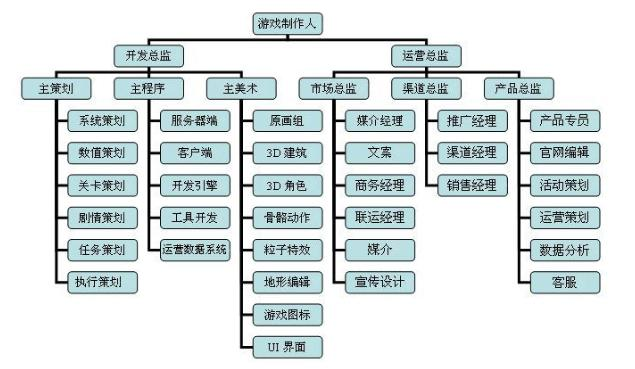 游戏制作人
开发总监
运营总监
主策划
主程序
主美术
市场总监
渠道总监
产品总监
系统策划
服务器端
原画组
媒介经理
推广经理
产品专员
数值策划
客户端
3D 建筑
文案
渠道经理
官网编辑
关卡策划
开发引擎
3D 角色
商务经理
销售经理
活动策划
剧情策划
工具开发
骨骼动作
联运经理
运营策划
任务策划
运营数据系统
粒子特效
媒介
数据分析
执行策划
地形编辑
宣传设计
客服
游戏图标
UI 界面